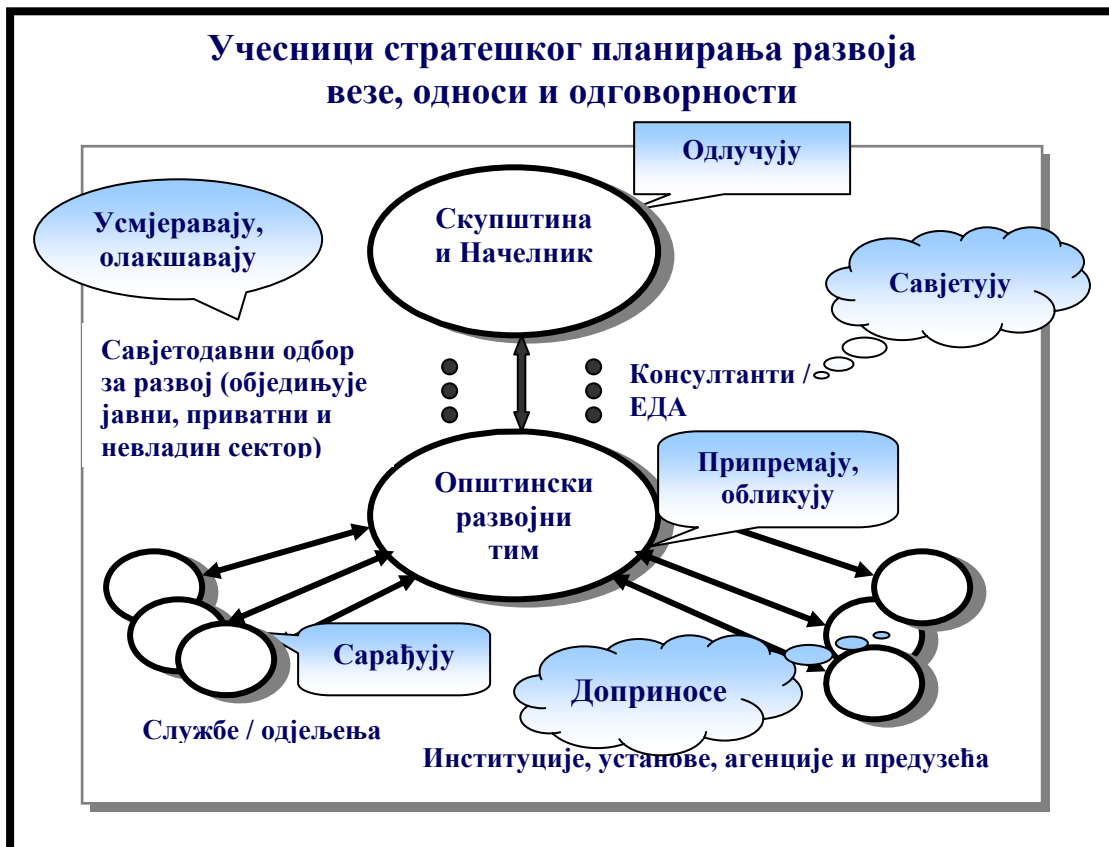 Учесници стратешког планирања развоја
везе, односи и одговорности
Одлучују
Усмјеравају,
олакшавају
Скупштина
и Начелник
Савјетују
Савјетодавни одбор
за развој (обједињује
јавни, приватни и
невладин сектор)
Консултанти /
ЕДА
Припремају,
обликују
Општински
развојни
тим
Сарађују
Доприносе
Службе / одјељења
Институције, установе, агенције и предузећа